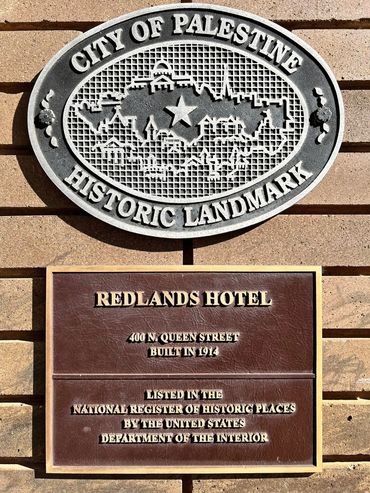 CITY OF PALESTINE
HISTORIC LANDMARK
REDLANDS HOTEL
400 N. QUEEN STREET
BUILT IN 1914
LISTED IN THE
NATIONAL REGISTER OF HISTORIC PLACES
BY THE UNITED STATES
DEPARTMENT OF THE INTERIOR